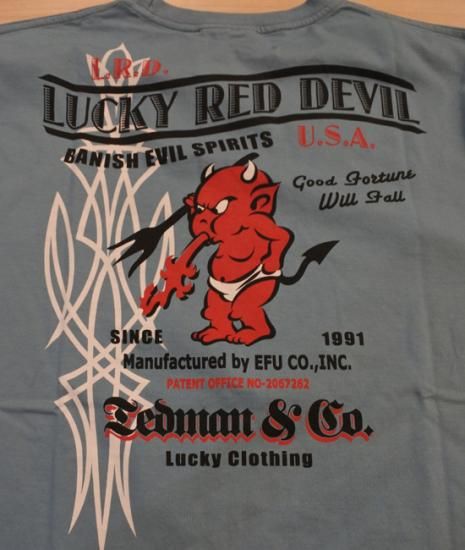 L.R.D.
LUCKY RED DEVIL
BANISH EVIL SPIRITS
U.S.A.
Good Fortune
Will Fall
SINCE 1991
Manufactured by EFU CO.,INC.
PATENT OFFICE NO-2067262
Tedman & Co.
Lucky Clothing